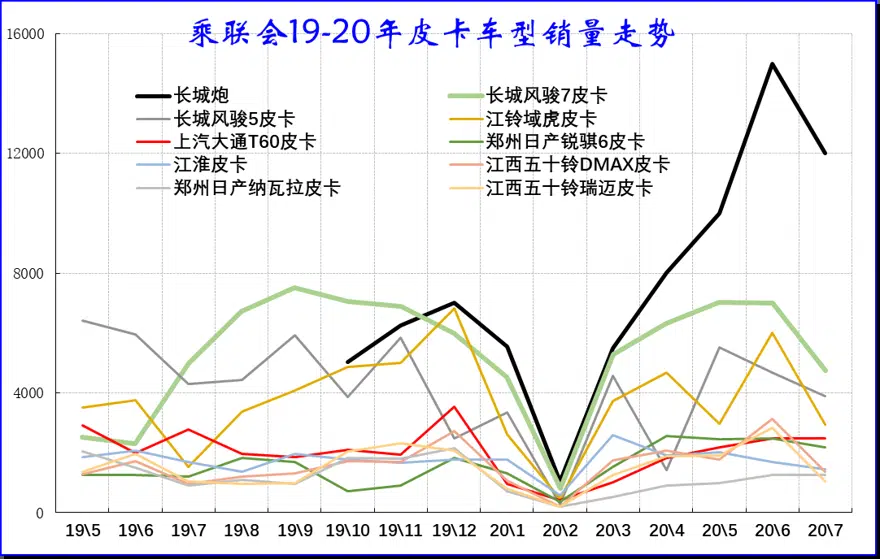 乘联会19-20年皮卡车型销量走势
16000
12000
8000
4000
0
长城炮 长城风骏7皮卡
长城风骏5皮卡 江铃域虎皮卡
上汽大通T60皮卡 郑州日产锐骐6皮卡
江淮皮卡 江西五十铃DMAX皮卡
郑州日产纳瓦拉皮卡 江西五十铃瑞迈皮卡
19\5 19\6 19\7 19\8 19\9 19\10 19\11 19\12 20\1 20\2 20\3 20\4 20\5 20\6 20\7